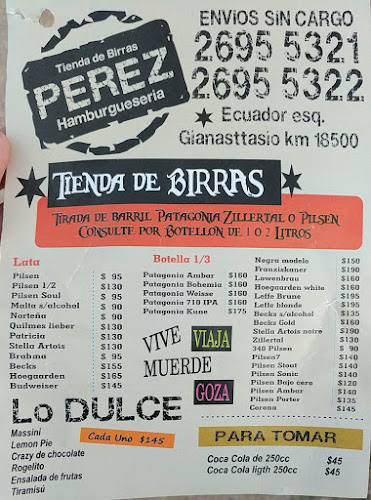 Tienda de Birras
PEREZ
Hamburgueseria
ENVIOS SIN CARGO
2695 5321
2695 5322
Ecuador esq.
Gianasttasio km 18500
TIENDA DE BIRRAS
TIRADA DE BARRIL PATAGONIA ZILLERTAL O PILSEN
CONSULTE POR BOTELLON DE 1 O 2 LITROS
Lata
Pilsen $ 95
Pilsen 1/2 $130
Pilsen Soul $ 95
Malta s/alcohol $ 90
Norteña $ 90
Quilmes lieber $130
Patricia $130
Stella Artois $130
Brahma $ 95
Becks $155
Hoegaarden $165
Budweiser $145
Botella 1/3
Patagonia Ambar $160
Patagonia Bohemia $160
Patagonia Weisse $160
Patagonia 710 IPA $160
Patagonia Kune $175
VIVE VIAJA
MUERDE
GOZA
Negra modelo $150
Franziskaner $190
Lowenbrau $160
Hoegarden white $160
Leffe Brune $195
Leffe blonde $195
Becks s/alcohol $135
Becks Gold $160
Stella Artois noire $190
Zillertal $130
340 Pilsen $ 90
Pilsen7 $140
Pilsen Stout $140
Pilsen Sonic $140
Pilsen Bajo cero $120
Pilsen Ambar $140
Pilsen Porter $135
Corona $145
Lo DULCE
Massini
Lemon Pie
Crazy de chocolate
Rogelito
Ensalada de frutas
Tiramisú
Cada Uno $145
PARA TOMAR
Coca Cola de 250cc $45
Coca Cola ligth 250cc $45